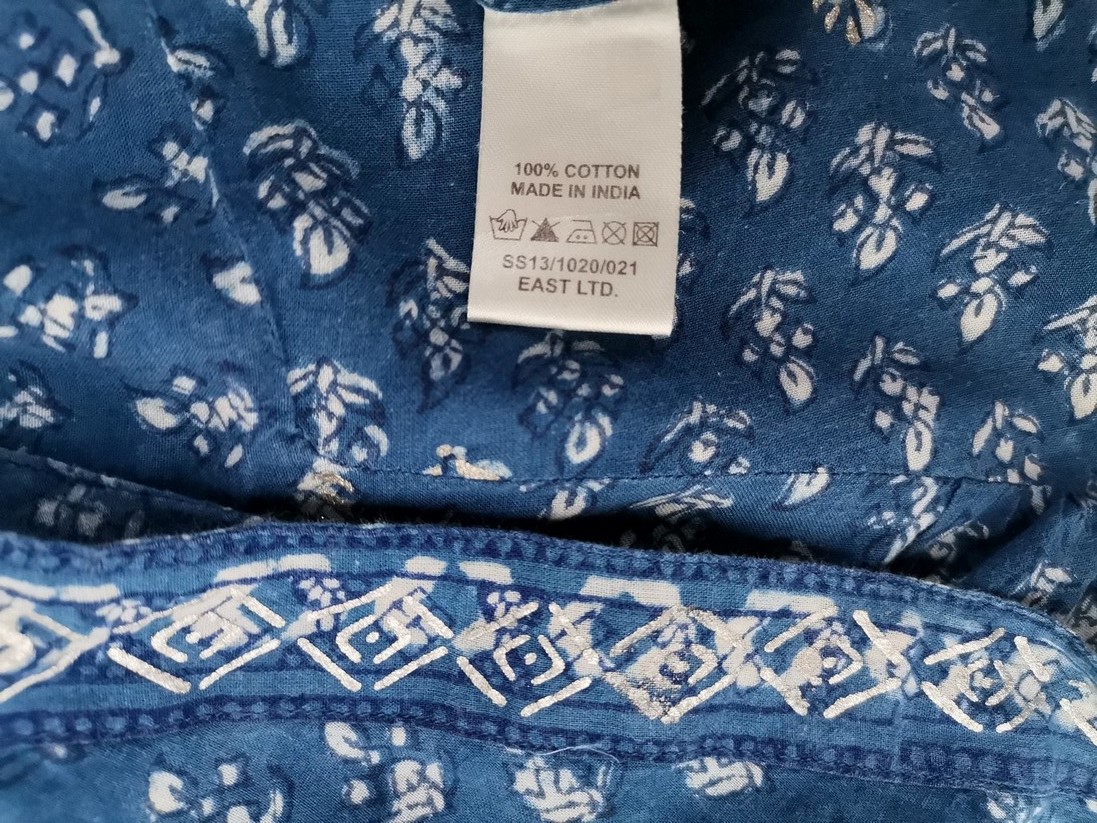 100% COTTON
MADE IN INDIA
SS13/1020/021
EAST LTD.